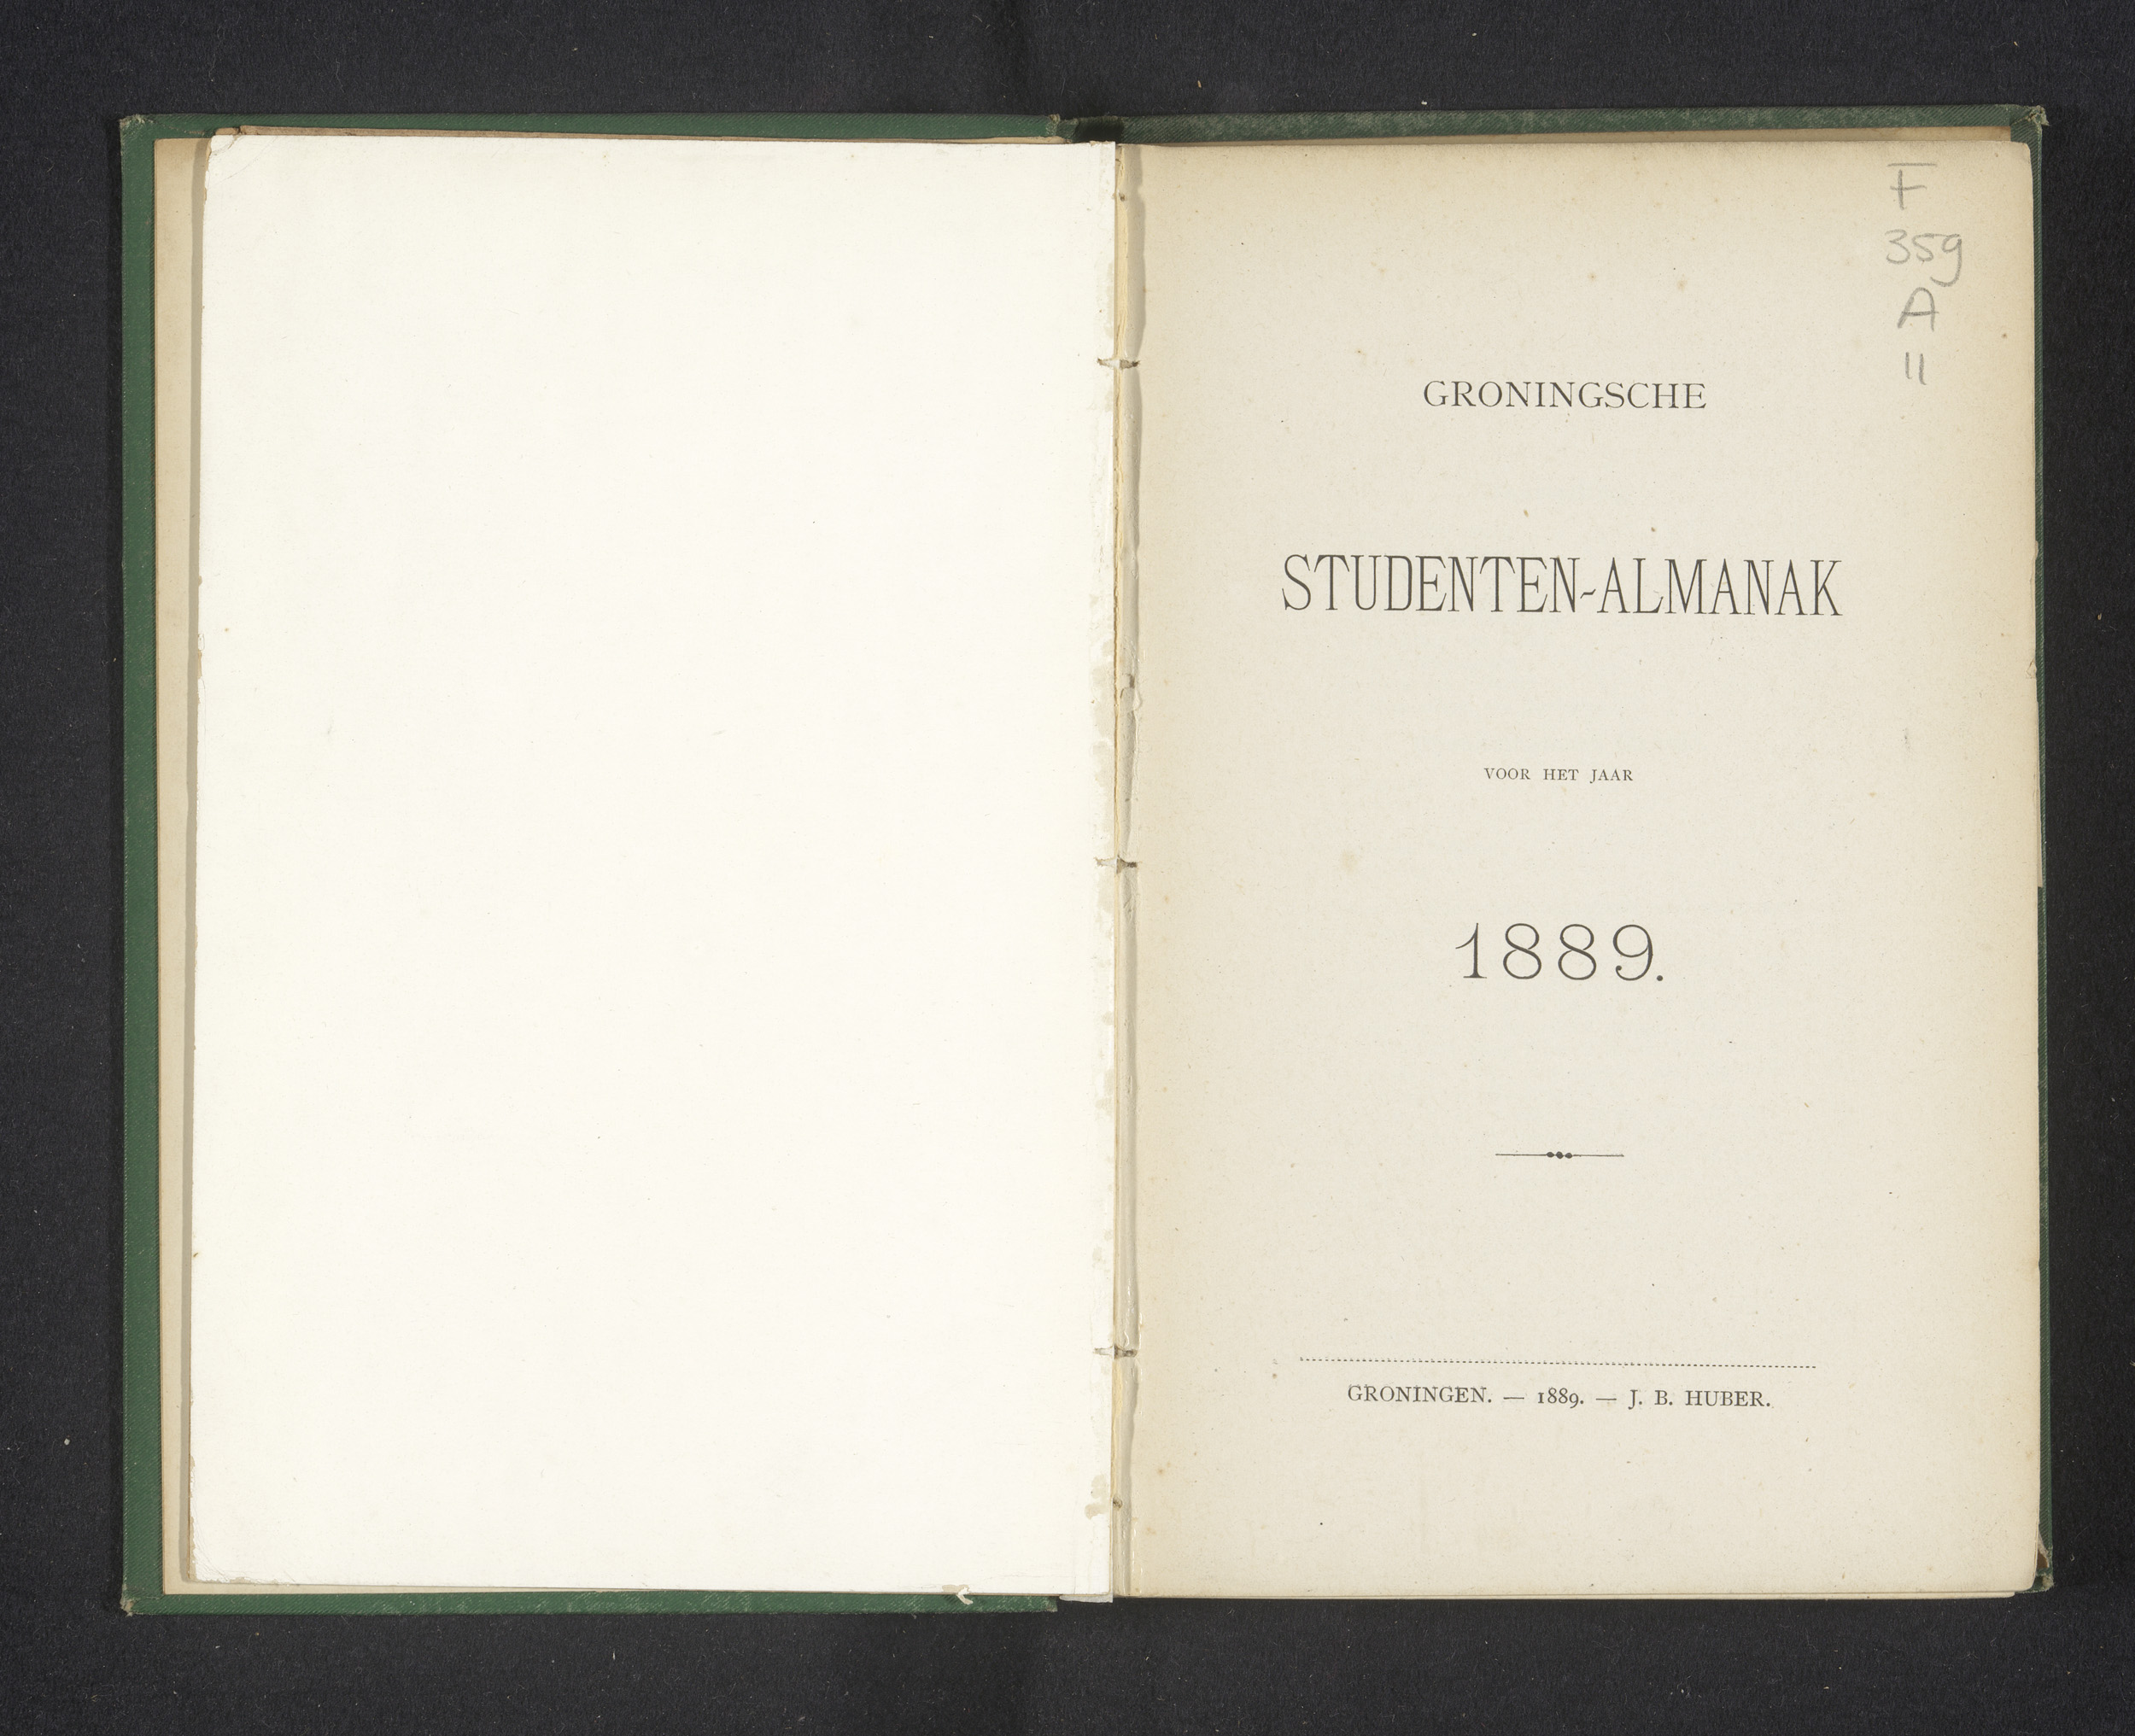 F
359
A
11
GRONINGSCHE
STUDENTEN-ALMANAK
VOOR HET JAAR
1889.
GRONINGEN. — 1889. — J. B. HUBER.